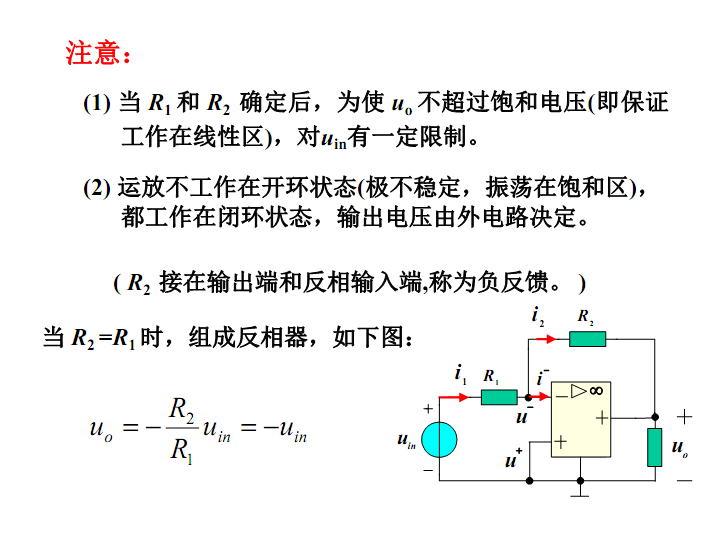 注意：
(1) 当 R1 和 R2 确定后，为使 uo 不超过饱和电压(即保证
工作在线性区)，对uin有一定限制。
(2) 运放不工作在开环状态(极不稳定，振荡在饱和区)，
都工作在闭环状态，输出电压由外电路决定。
( R2 接在输出端和反相输入端,称为负反馈。)
当 R2 =R1 时，组成反相器，如下图：
uo = − R2/R1 uin = −uin
i2 R2
i1 R1 i−
− ▷ ∞
+
u−
+ uin −
+
u+
+ uo −